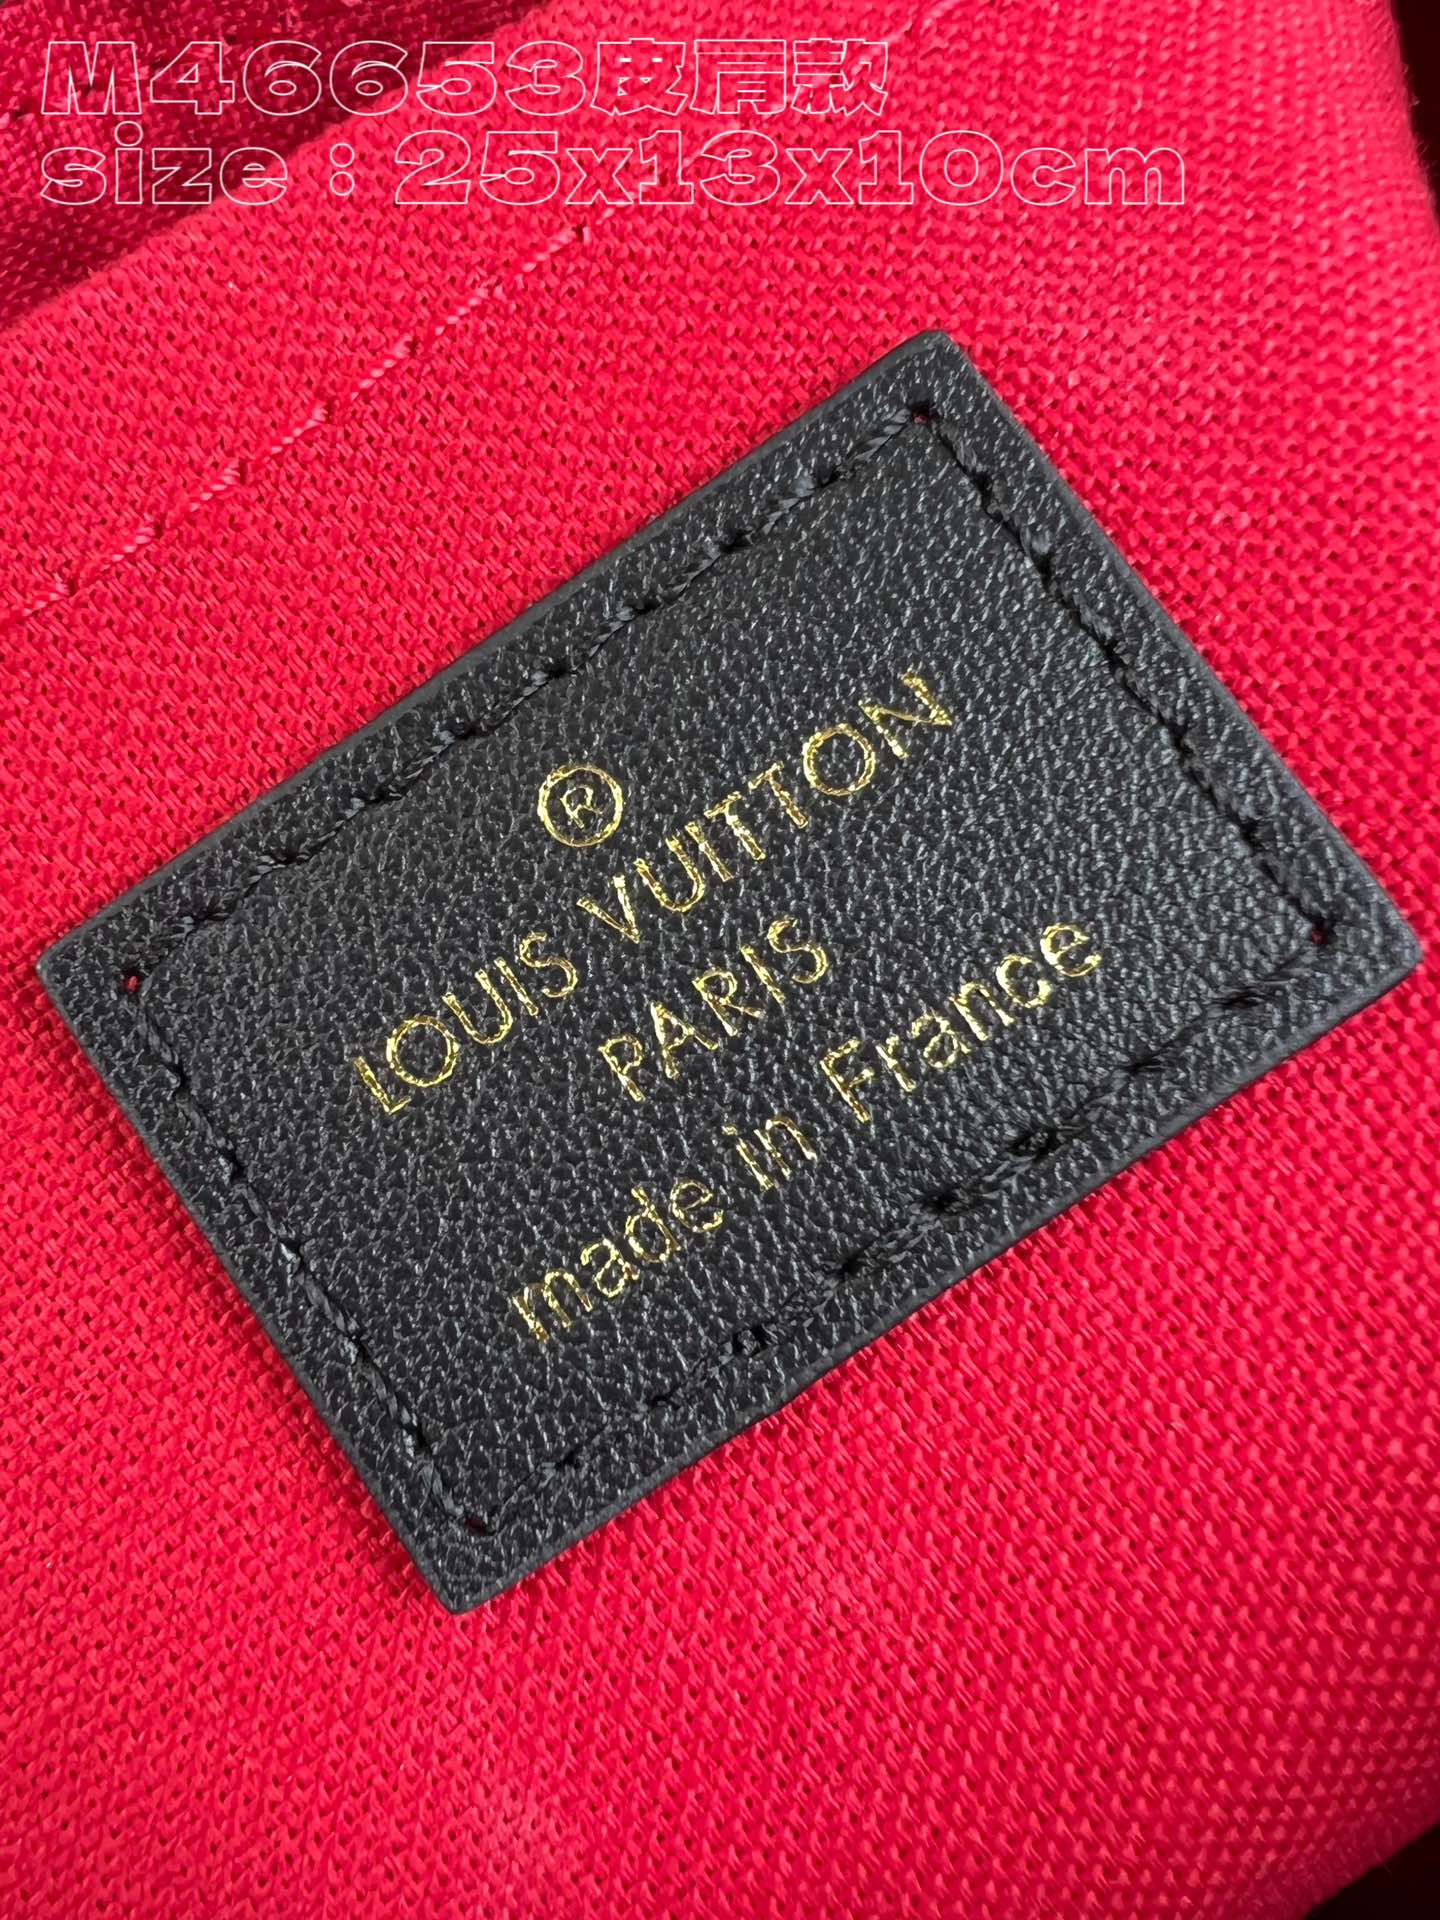 M46653皮肩款
size：25x13x10cm
®
LOUIS VUITTON
PARIS
made in France